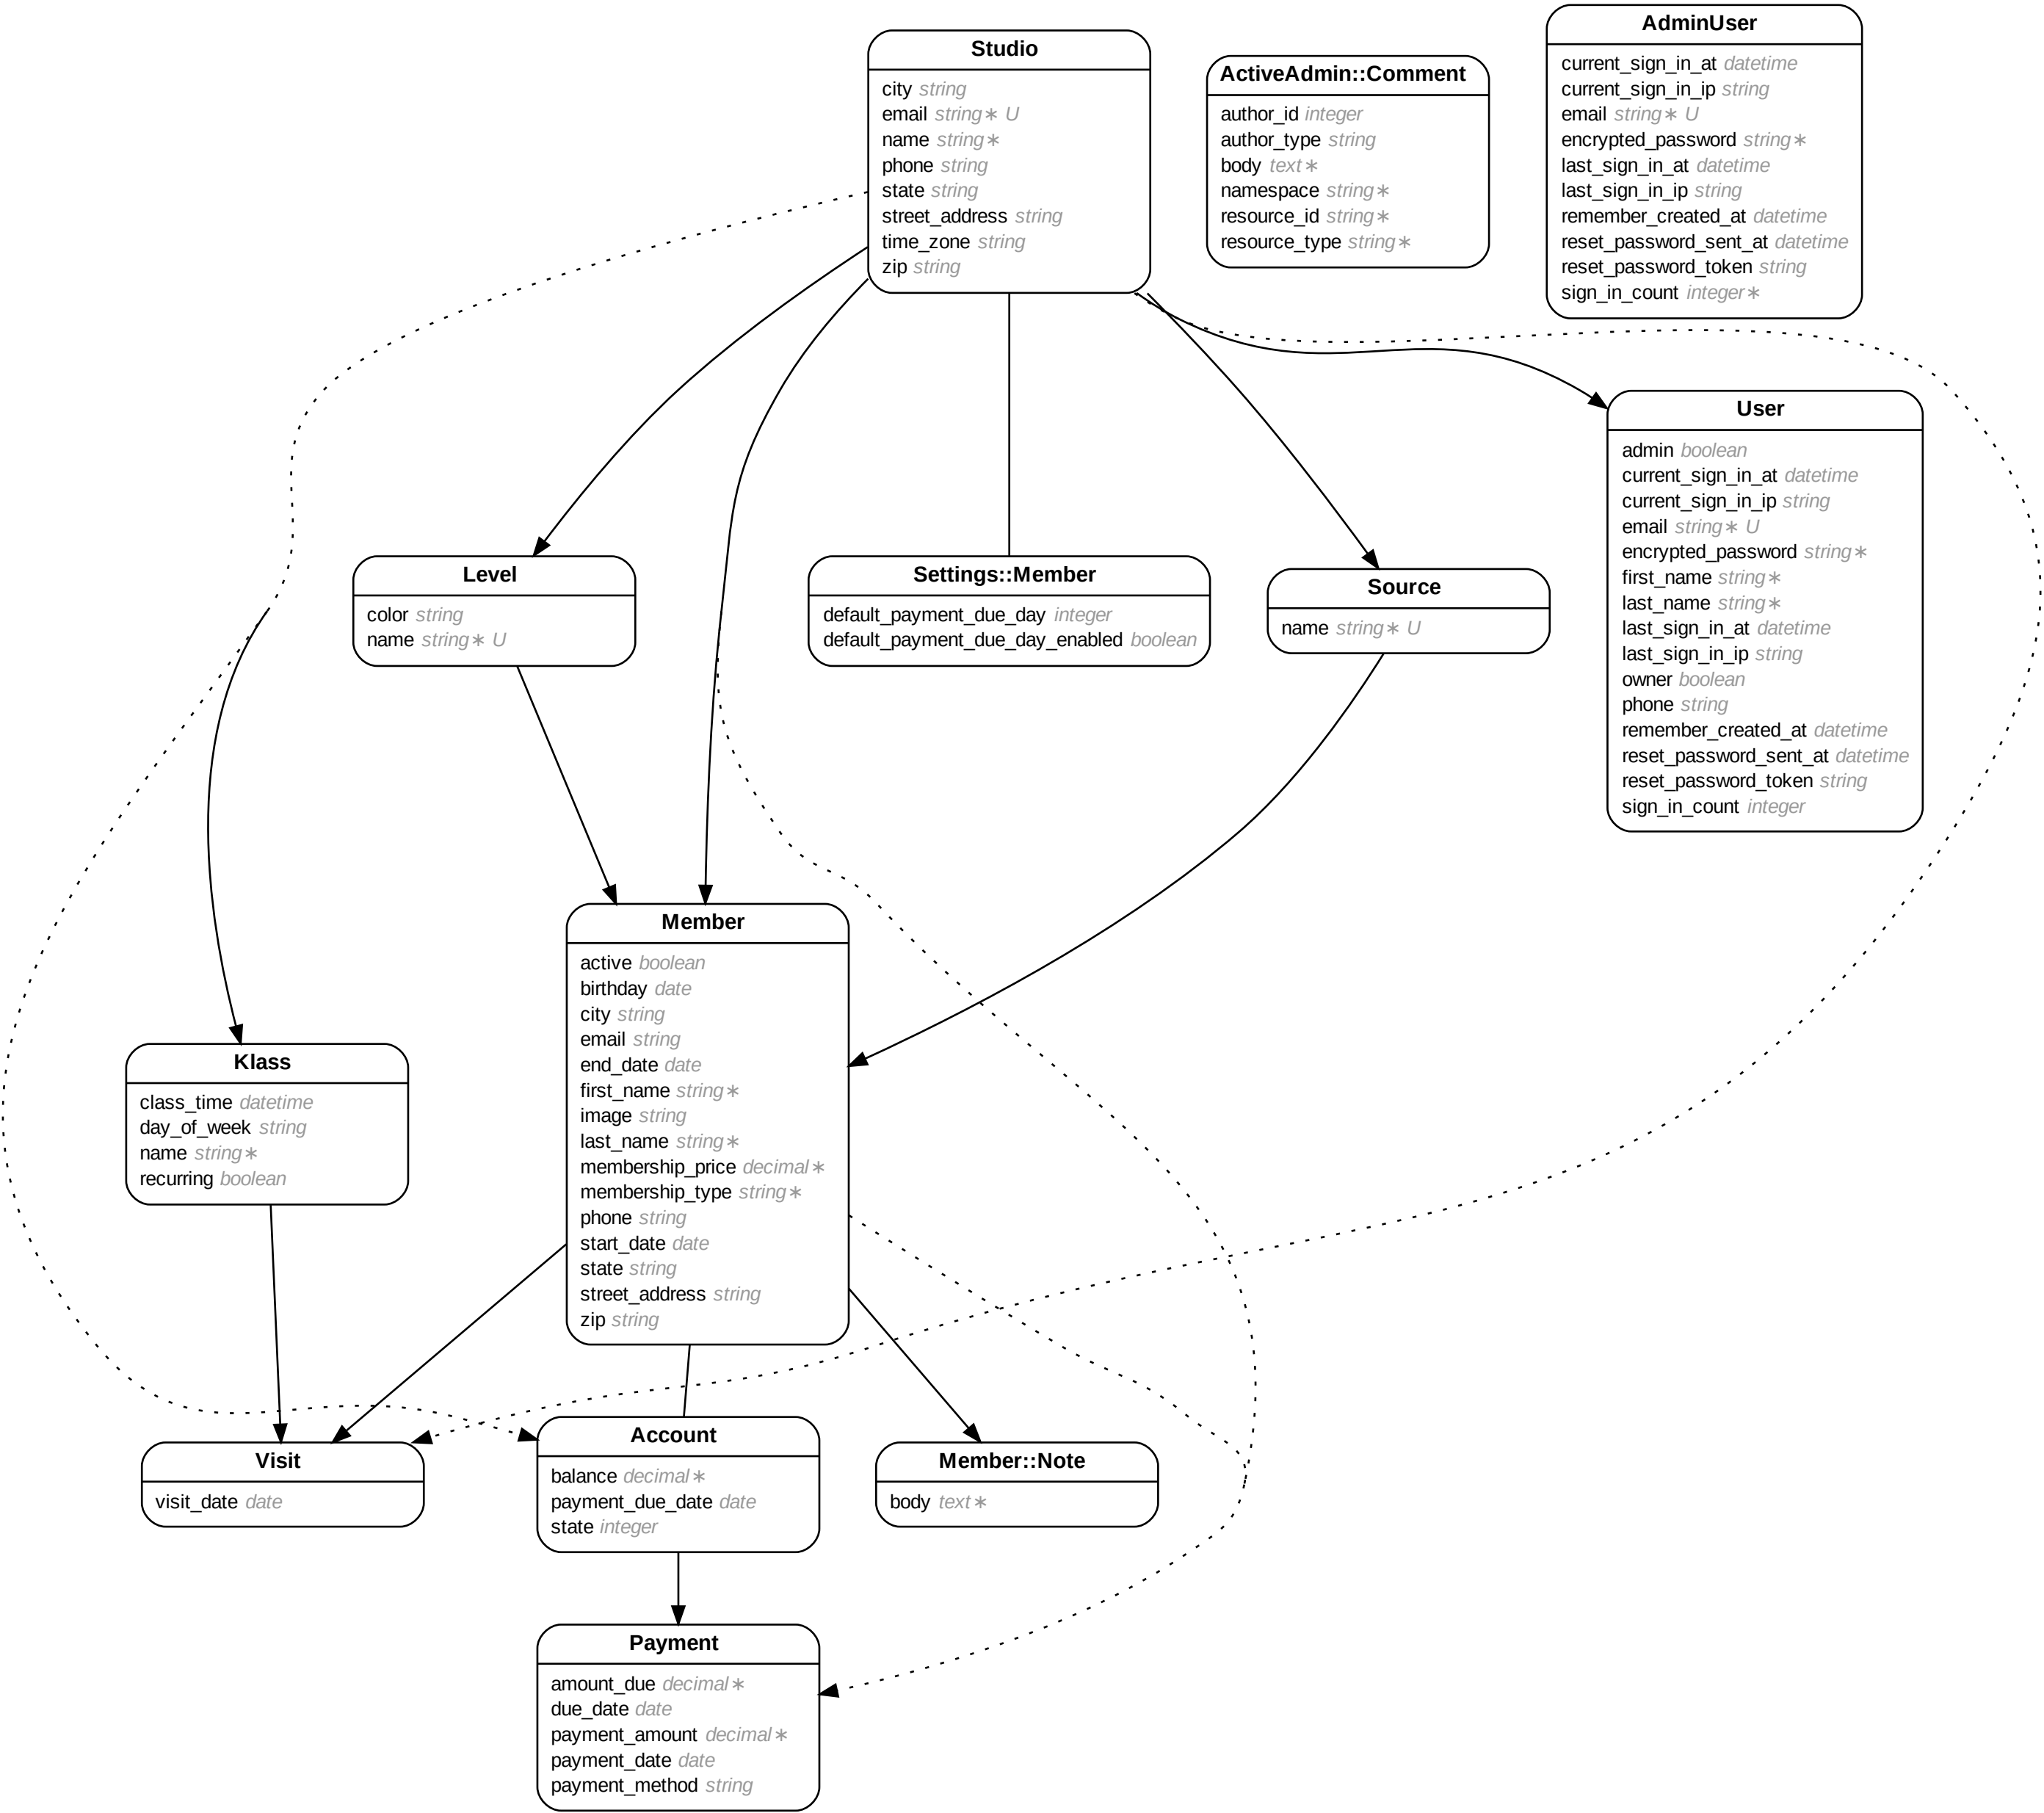 Studio
city string
email string∗ U
name string∗
phone string
state string
street_address string
time_zone string
zip string
ActiveAdmin::Comment
author_id integer
author_type string
body text∗
namespace string∗
resource_id string∗
resource_type string∗
AdminUser
current_sign_in_at datetime
current_sign_in_ip string
email string∗ U
encrypted_password string∗
last_sign_in_at datetime
last_sign_in_ip string
remember_created_at datetime
reset_password_sent_at datetime
reset_password_token string
sign_in_count integer∗
User
admin boolean
current_sign_in_at datetime
current_sign_in_ip string
email string∗ U
encrypted_password string∗
first_name string∗
last_name string∗
last_sign_in_at datetime
last_sign_in_ip string
owner boolean
phone string
remember_created_at datetime
reset_password_sent_at datetime
reset_password_token string
sign_in_count integer
Level
color string
name string∗ U
Settings::Member
default_payment_due_day integer
default_payment_due_day_enabled boolean
Source
name string∗ U
Member
active boolean
birthday date
city string
email string
end_date date
first_name string∗
image string
last_name string∗
membership_price decimal∗
membership_type string∗
phone string
start_date date
state string
street_address string
zip string
Klass
class_time datetime
day_of_week string
name string∗
recurring boolean
Visit
visit_date date
Account
balance decimal∗
payment_due_date date
state integer
Member::Note
body text∗
Payment
amount_due decimal∗
due_date date
payment_amount decimal∗
payment_date date
payment_method string